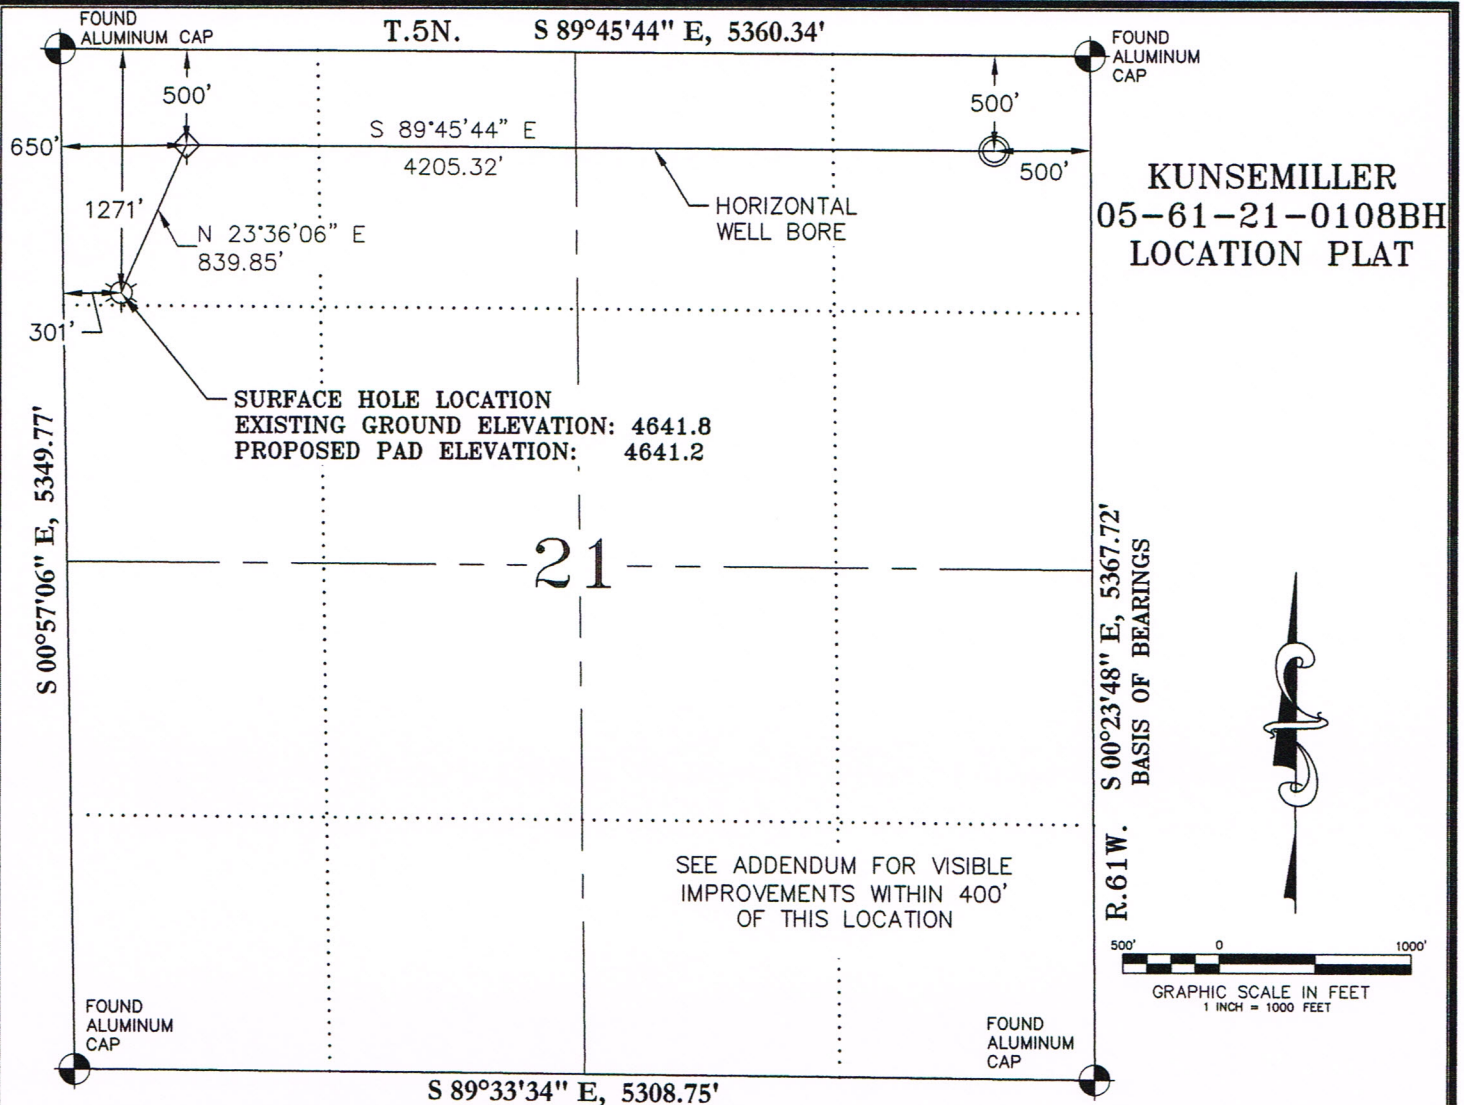 FOUND
ALUMINUM CAP
T.5N.
S 89°45'44" E, 5360.34'
FOUND
ALUMINUM
CAP
500'
500'
650'
S 89°45'44" E
4205.32'
500'
1271'
HORIZONTAL
WELL BORE
N 23°36'06" E
839.85'
KUNSEMILLER
05-61-21-0108BH
LOCATION PLAT
301'
SURFACE HOLE LOCATION
EXISTING GROUND ELEVATION: 4641.8
PROPOSED PAD ELEVATION: 4641.2
S 00°57'06" E, 5349.77'
21
S 00°23'48" E, 5367.72'
BASIS OF BEARINGS
R.61W.
SEE ADDENDUM FOR VISIBLE
IMPROVEMENTS WITHIN 400'
OF THIS LOCATION
500' 0 1000'
GRAPHIC SCALE IN FEET
1 INCH = 1000 FEET
FOUND
ALUMINUM
CAP
FOUND
ALUMINUM
CAP
S 89°33'34" E, 5308.75'